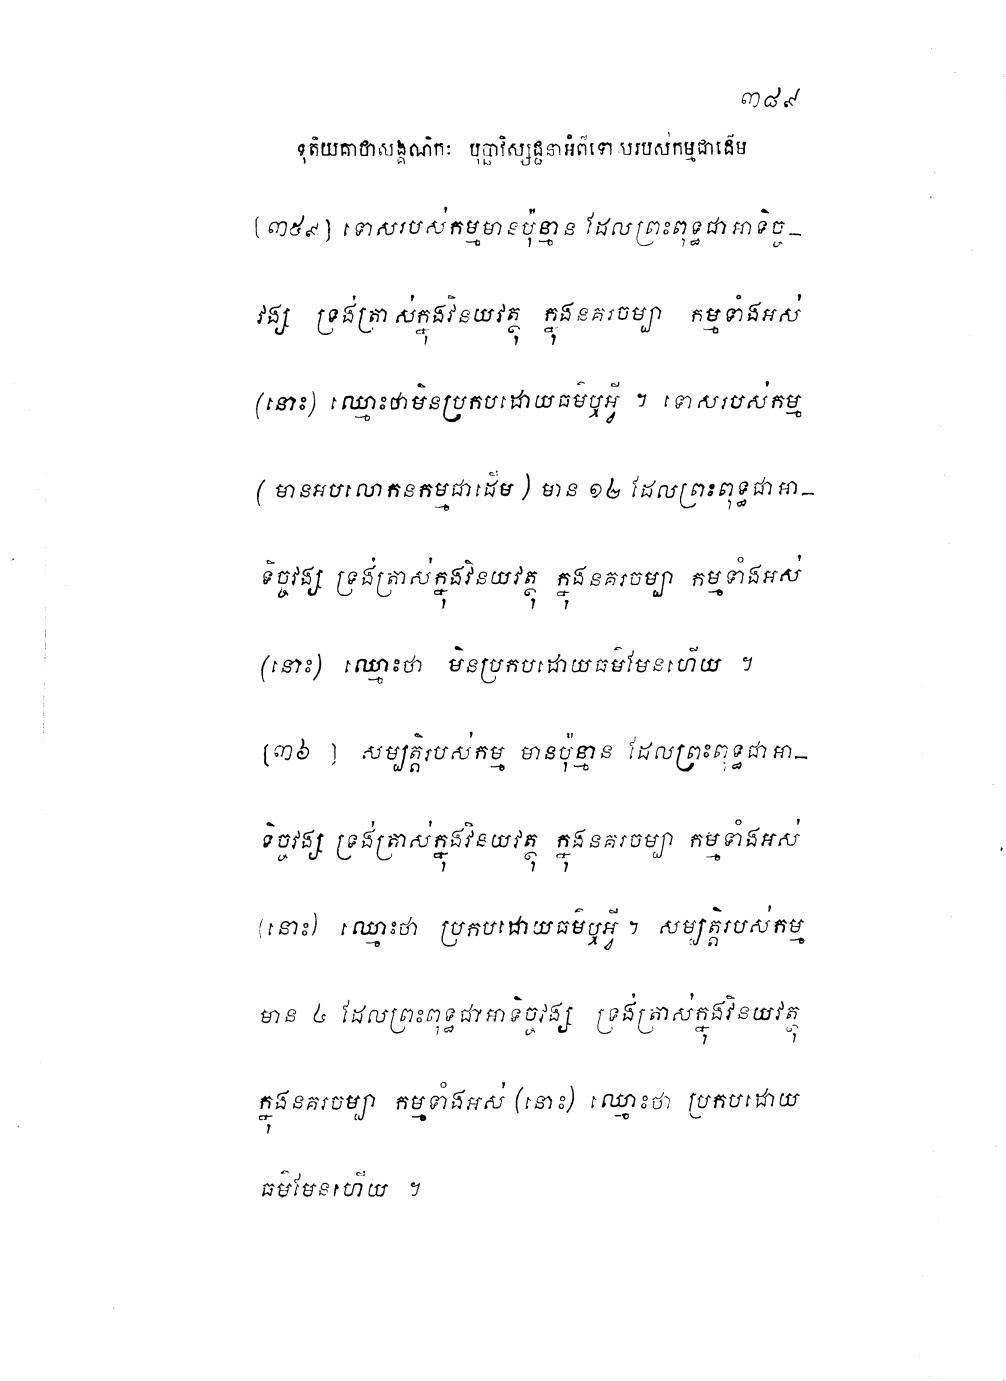 ៣៨៩
ទុតិយគាថាសង្គណិកៈ បុច្ឆាវិស្សជ្ជនាអំពីទោសរបស់កម្មជាដើម
[៣៥៩] ទោសរបស់កម្មមានប៉ុន្មាន ដែលព្រះពុទ្ធជាអាទិច្ច_
វង្ស ទ្រង់ត្រាស់ក្នុងវិនយវត្ថុ ក្នុងនគរចម្បា កម្មទាំងអស់
(នោះ) ឈ្មោះថាមិនប្រកបដោយធម៌ឬអ្វី ។ ទោសរបស់កម្ម
(មានអបលោកនកម្មជាដើម) មាន ១២ ដែលព្រះពុទ្ធជាអា_
ទិច្ចវង្ស ទ្រង់ត្រាស់ក្នុងវិនយវត្ថុ ក្នុងនគរចម្បា កម្មទាំងអស់
(នោះ) ឈ្មោះថា មិនប្រកបដោយធម៌មែនហើយ ។
[៣៦ ] សម្បត្តិរបស់កម្ម មានប៉ុន្មាន ដែលព្រះពុទ្ធជាអា_
ទិច្ចវង្ស ទ្រង់ត្រាស់ក្នុងវិនយវត្ថុ ក្នុងនគរចម្បា កម្មទាំងអស់
(នោះ) ឈ្មោះថា ប្រកបដោយធម៌ឬអ្វី ។ សម្បត្តិរបស់កម្ម
មាន ៤ ដែលព្រះពុទ្ធជាអាទិច្ចវង្ស ទ្រង់ត្រាស់ក្នុងវិនយវត្ថុ
ក្នុងនគរចម្បា កម្មទាំងអស់ (នោះ) ឈ្មោះថា ប្រកបដោយ
ធម៌មែនហើយ ។